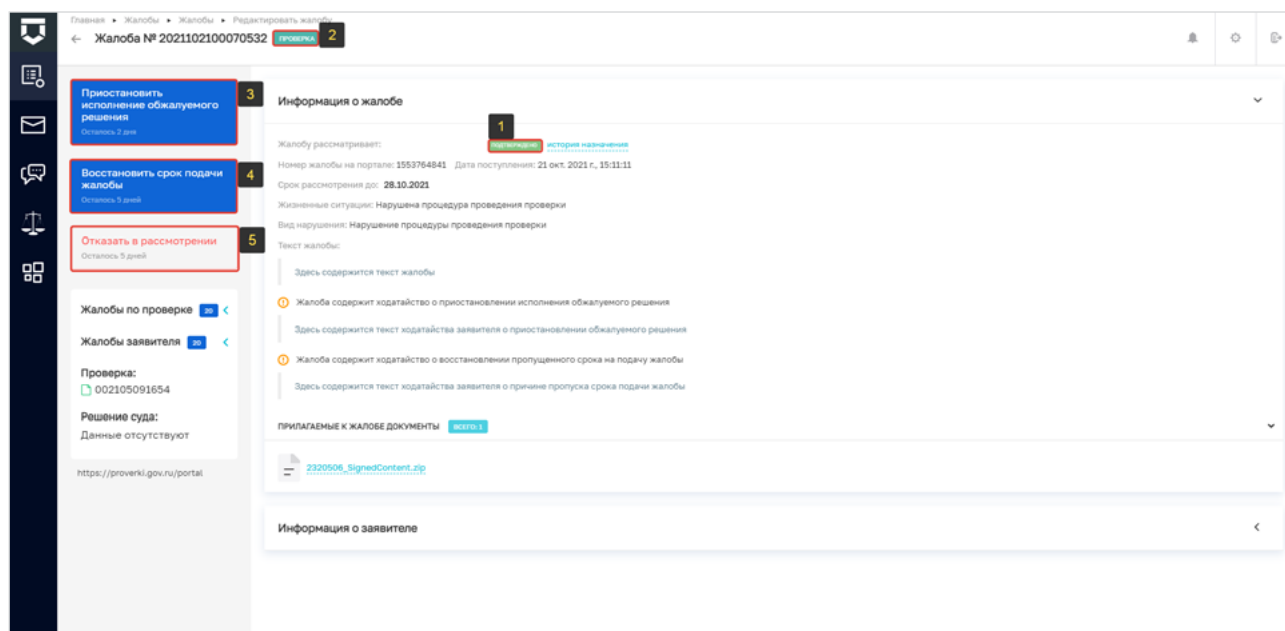 Главная ▸ Жалобы ▸ Жалобы ▸ Редактировать жалобу
← Жалоба № 2021102100070532 ПРОВЕРКА 2
Приостановить исполнение обжалуемого решения
Осталось 2 дня
3
Восстановить срок подачи жалобы
Осталось 5 дней
4
Отказать в рассмотрении
Осталось 5 дней
5
Жалобы по проверке 20
Жалобы заявителя 20
Проверка:
002105091654
Решение суда:
Данные отсутствуют
https://proverki.gov.ru/portal
Информация о жалобе
1
Жалобу рассматривает: ПОДТВЕРЖДЕНО история назначения
Номер жалобы на портале: 1553764841 Дата поступления: 21 окт. 2021 г., 15:11:11
Срок рассмотрения до: 28.10.2021
Жизненные ситуации: Нарушена процедура проведения проверки
Вид нарушения: Нарушение процедуры проведения проверки
Текст жалобы:
Здесь содержится текст жалобы
Жалоба содержит ходатайство о приостановлении исполнения обжалуемого решения
Здесь содержится текст ходатайства заявителя о приостановлении обжалуемого решения
Жалоба содержит ходатайство о восстановлении пропущенного срока на подачу жалобы
Здесь содержится текст ходатайства заявителя о причине пропуска срока подачи жалобы
ПРИЛАГАЕМЫЕ К ЖАЛОБЕ ДОКУМЕНТЫ ВСЕГО: 1
2320506_SignedContent.zip
Информация о заявителе